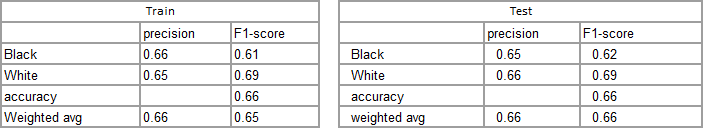 Train
precision F1-score
Black 0.66 0.61
White 0.65 0.69
accuracy 0.66
Weighted avg 0.66 0.65
Test
precision F1-score
Black 0.65 0.62
White 0.66 0.69
accuracy 0.66
weighted avg 0.66 0.66